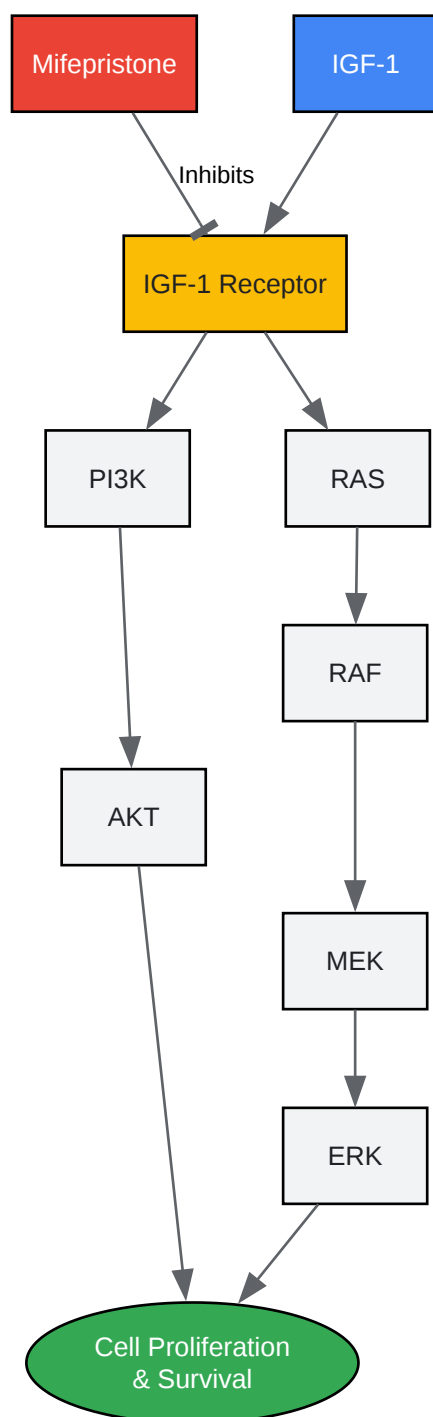 Mifepristone
IGF-1
Inhibits
IGF-1 Receptor
PI3K
RAS
RAF
AKT
MEK
ERK
Cell Proliferation
& Survival